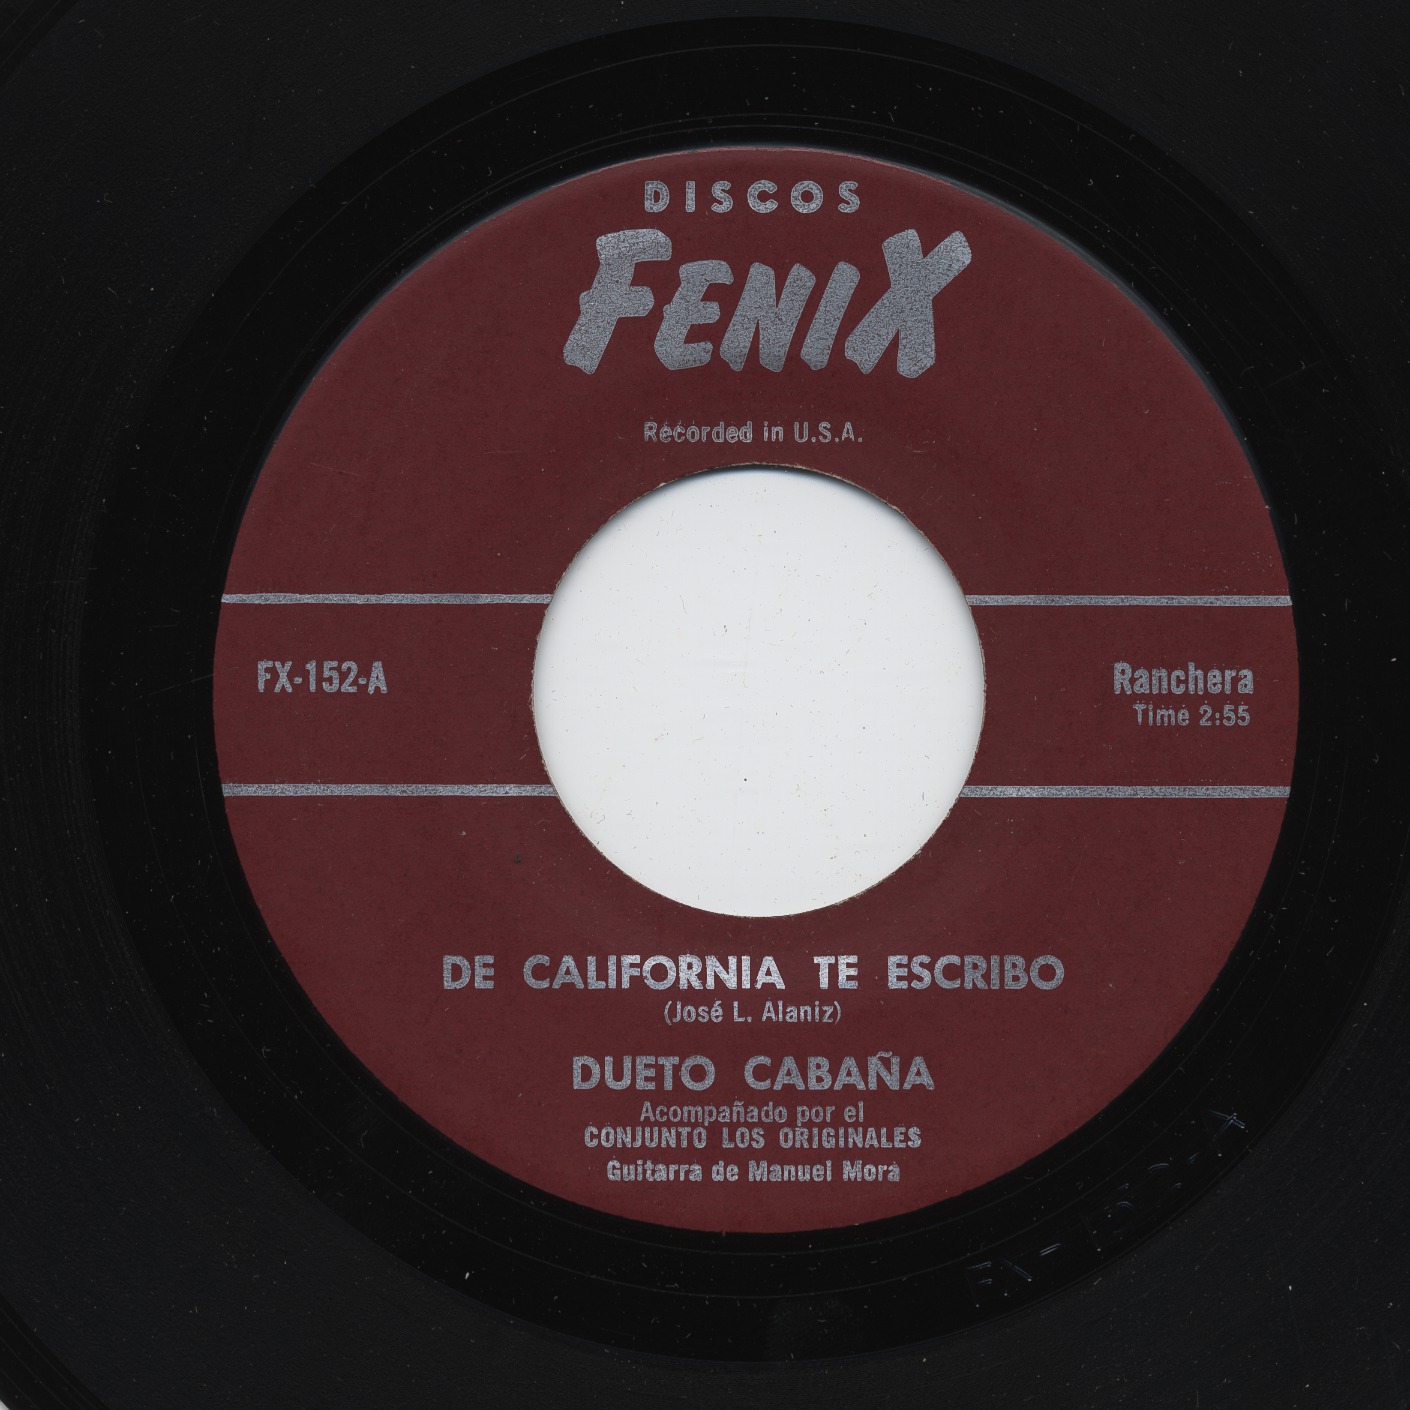 DISCOS
FENIX
Recorded in U.S.A.
FX-152-A
Ranchera
Time 2:55
DE CALIFORNIA TE ESCRIBO
(José L. Alaniz)
DUETO CABAÑA
Acompañado por el
CONJUNTO LOS ORIGINALES
Guitarra de Manuel Mora